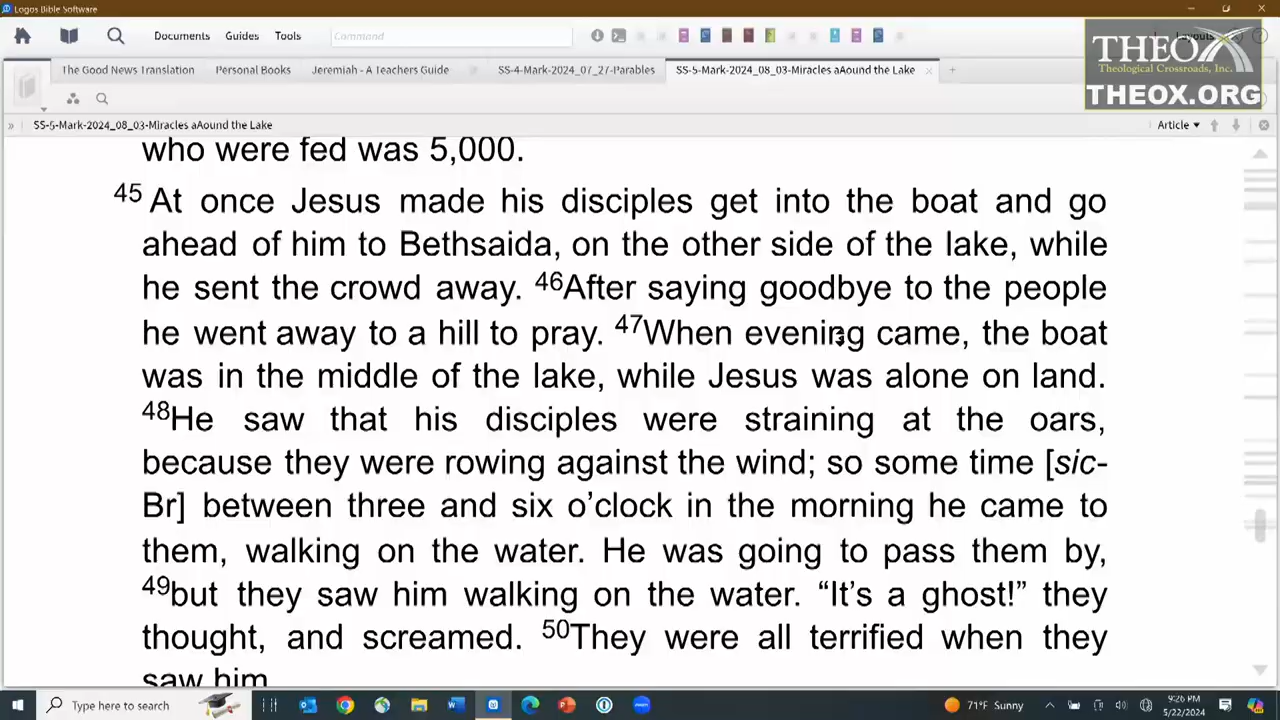 Logos Bible Software
Documents Guides Tools Command Layouts
THEOX
Theological Crossroads, Inc.
THEOX.ORG
The Good News Translation Personal Books Jeremiah - A Teache 4-Mark-2024_07_27-Parables SS-5-Mark-2024_08_03-Miracles aAound the Lake
SS-5-Mark-2024_08_03-Miracles aAound the Lake Article
who were fed was 5,000.
45 At once Jesus made his disciples get into the boat and go
ahead of him to Bethsaida, on the other side of the lake, while
he sent the crowd away. 46After saying goodbye to the people
he went away to a hill to pray. 47When evening came, the boat
was in the middle of the lake, while Jesus was alone on land.
48He saw that his disciples were straining at the oars,
because they were rowing against the wind; so some time [sic-
Br] between three and six o’clock in the morning he came to
them, walking on the water. He was going to pass them by,
49but they saw him walking on the water. “It’s a ghost!” they
thought, and screamed. 50They were all terrified when they
saw him
Type here to search 71°F Sunny 9:26 PM
5/22/2024